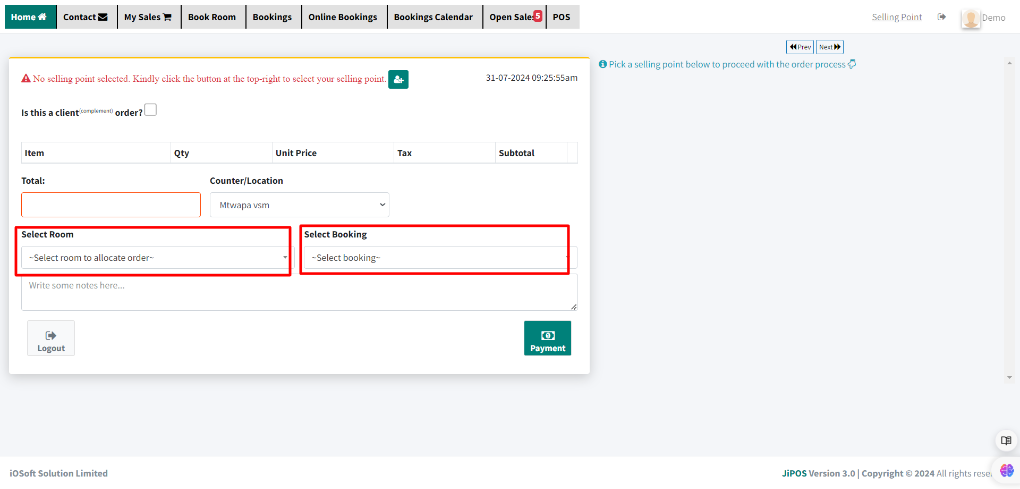 Home Contact My Sales Book Room Bookings Online Bookings Bookings Calendar Open Sales 5 POS Selling Point Demo
Prev Next
No selling point selected. Kindly click the button at the top-right to select your selling point. 31-07-2024 09:25:55am
Pick a selling point below to proceed with the order process
Is this a client(complement) order?
Item Qty Unit Price Tax Subtotal
Total: Counter/Location
Mtwapa vsm
Select Room Select Booking
~Select room to allocate order~ ~Select booking~
Write some notes here...
Logout Payment
iOSoft Solution Limited JiPOS Version 3.0 | Copyright © 2024 All rights rese